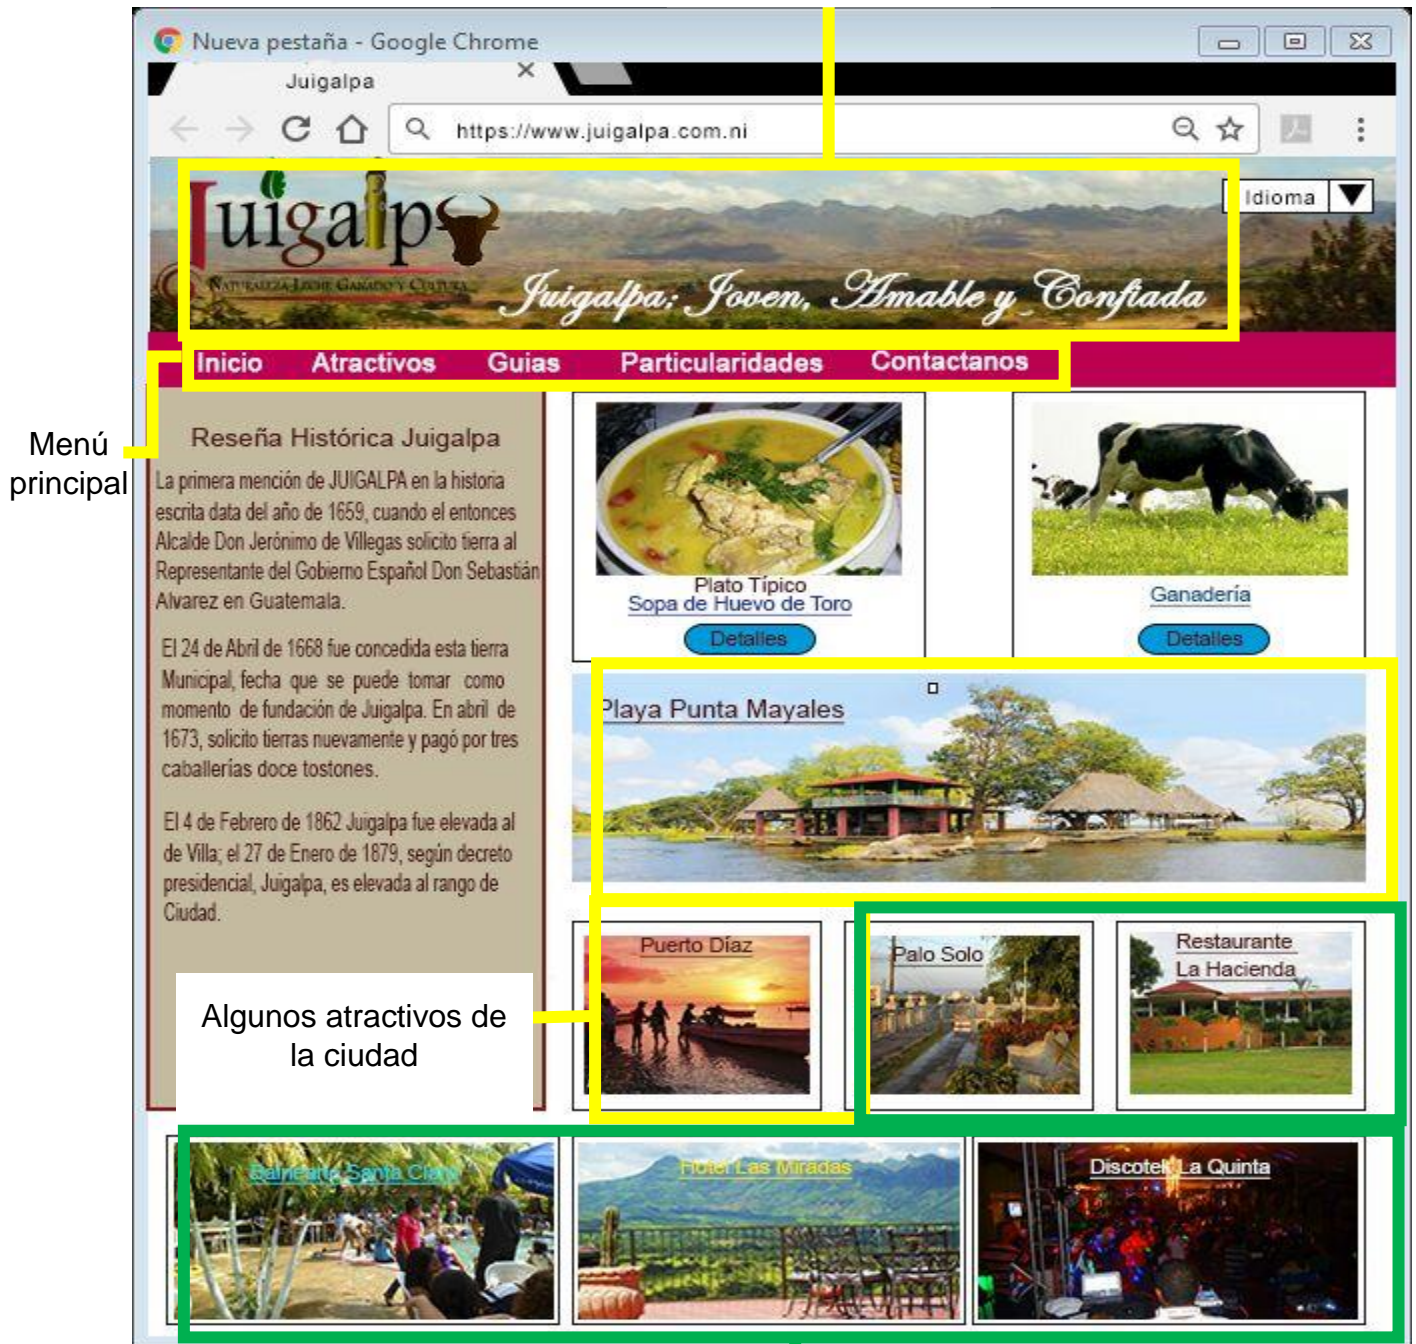 Nueva pestaña - Google Chrome
Juigalpa
https://www.juigalpa.com.ni
Juigalpa
NATURALEZA LECHE GANADO Y CULTURA
Idioma
Juigalpa; Joven, Amable y Confiada
Inicio Atractivos Guias Particularidades Contactanos
Menú
principal
Reseña Histórica Juigalpa
La primera mención de JUIGALPA en la historia
escrita data del año de 1659, cuando el entonces
Alcalde Don Jerónimo de Villegas solicito tierra al
Representante del Gobierno Español Don Sebastián
Alvarez en Guatemala.
El 24 de Abril de 1668 fue concedida esta tierra
Municipal, fecha que se puede tomar como
momento de fundación de Juigalpa. En abril de
1673, solicito tierras nuevamente y pagó por tres
caballerías doce tostones.
El 4 de Febrero de 1862 Juigalpa fue elevada al
de Villa; el 27 de Enero de 1879, según decreto
presidencial, Juigalpa, es elevada al rango de
Ciudad.
Algunos atractivos de
la ciudad
Plato Típico
Sopa de Huevo de Toro
Detalles
Ganadería
Detalles
Playa Punta Mayales
Puerto Díaz
Palo Solo
Restaurante
La Hacienda
Balneario Santa Clara
Hotel Las Miradas
Discotek La Quinta